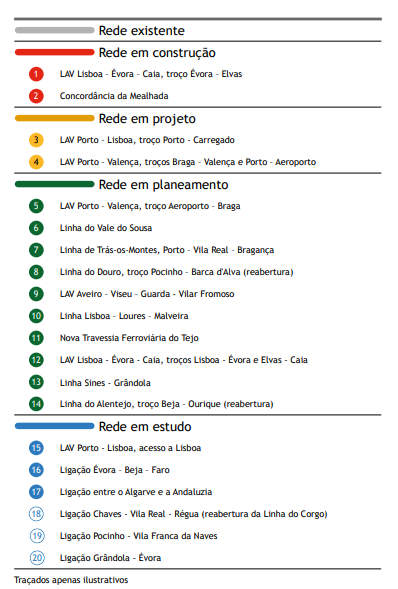 Rede existente
Rede em construção
1 LAV Lisboa - Évora - Caia, troço Évora - Elvas
2 Concordância da Mealhada
Rede em projeto
3 LAV Porto - Lisboa, troço Porto - Carregado
4 LAV Porto - Valença, troços Braga - Valença e Porto - Aeroporto
Rede em planeamento
5 LAV Porto - Valença, troço Aeroporto - Braga
6 Linha do Vale do Sousa
7 Linha de Trás-os-Montes, Porto - Vila Real - Bragança
8 Linha do Douro, troço Pocinho - Barca d'Alva (reabertura)
9 LAV Aveiro - Viseu - Guarda - Vilar Fromoso
10 Linha Lisboa - Loures - Malveira
11 Nova Travessia Ferroviária do Tejo
12 LAV Lisboa - Évora - Caia, troços Lisboa - Évora e Elvas - Caia
13 Linha Sines - Grândola
14 Linha do Alentejo, troço Beja - Ourique (reabertura)
Rede em estudo
15 LAV Porto - Lisboa, acesso a Lisboa
16 Ligação Évora - Beja - Faro
17 Ligação entre o Algarve e a Andaluzia
18 Ligação Chaves - Vila Real - Régua (reabertura da Linha do Corgo)
19 Ligação Pocinho - Vila Franca da Naves
20 Ligação Grândola - Évora
Traçados apenas ilustrativos